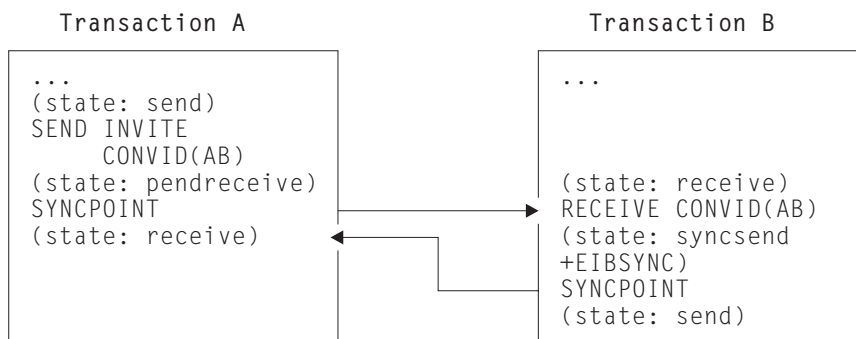 Transaction A
Transaction B
...
(state: send)
SEND INVITE
CONVID(AB)
(state: pendreceive)
SYNCPOINT
(state: receive)
...
(state: receive)
RECEIVE CONVID(AB)
(state: syncsend
+EIBSYNC)
SYNCPOINT
(state: send)